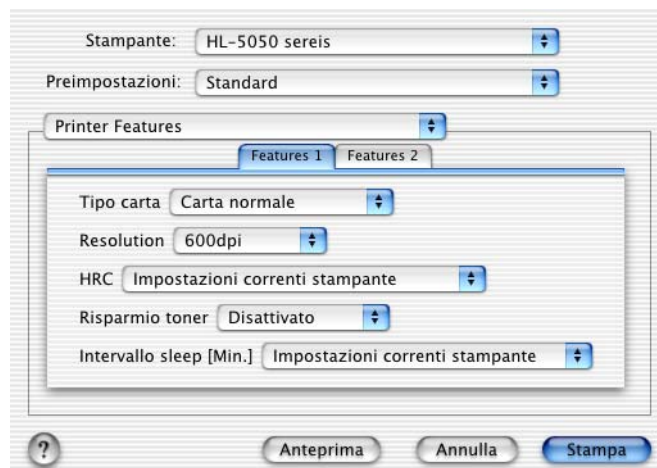 Stampante: HL-5050 sereis
Preimpostazioni: Standard
Printer Features
Features 1 Features 2
Tipo carta Carta normale
Resolution 600dpi
HRC Impostazioni correnti stampante
Risparmio toner Disattivato
Intervallo sleep [Min.] Impostazioni correnti stampante
? Anteprima Annulla Stampa